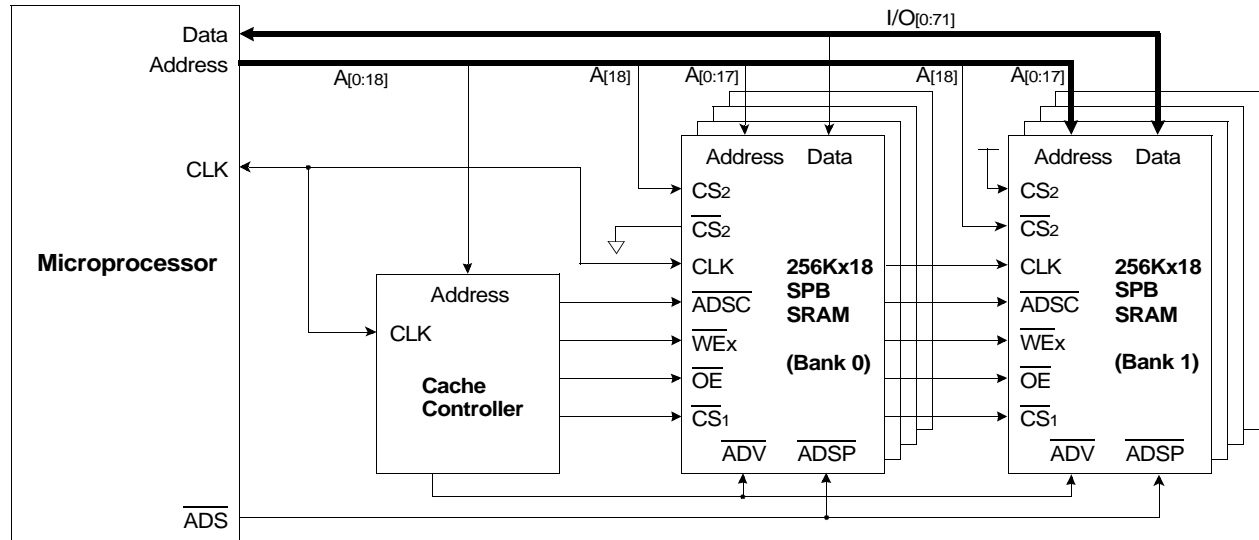 I/O[0:71]
Data
Address
A[0:18]
A[18]
A[0:17]
A[18]
A[0:17]
CLK
Microprocessor
ADS
Address
CLK
Cache
Controller
Address Data
CS2
CS2
CLK
ADSC
WEx
OE
CS1
ADV ADSP
256Kx18
SPB
SRAM
(Bank 0)
Address Data
CS2
CS2
CLK
ADSC
WEx
OE
CS1
ADV ADSP
256Kx18
SPB
SRAM
(Bank 1)